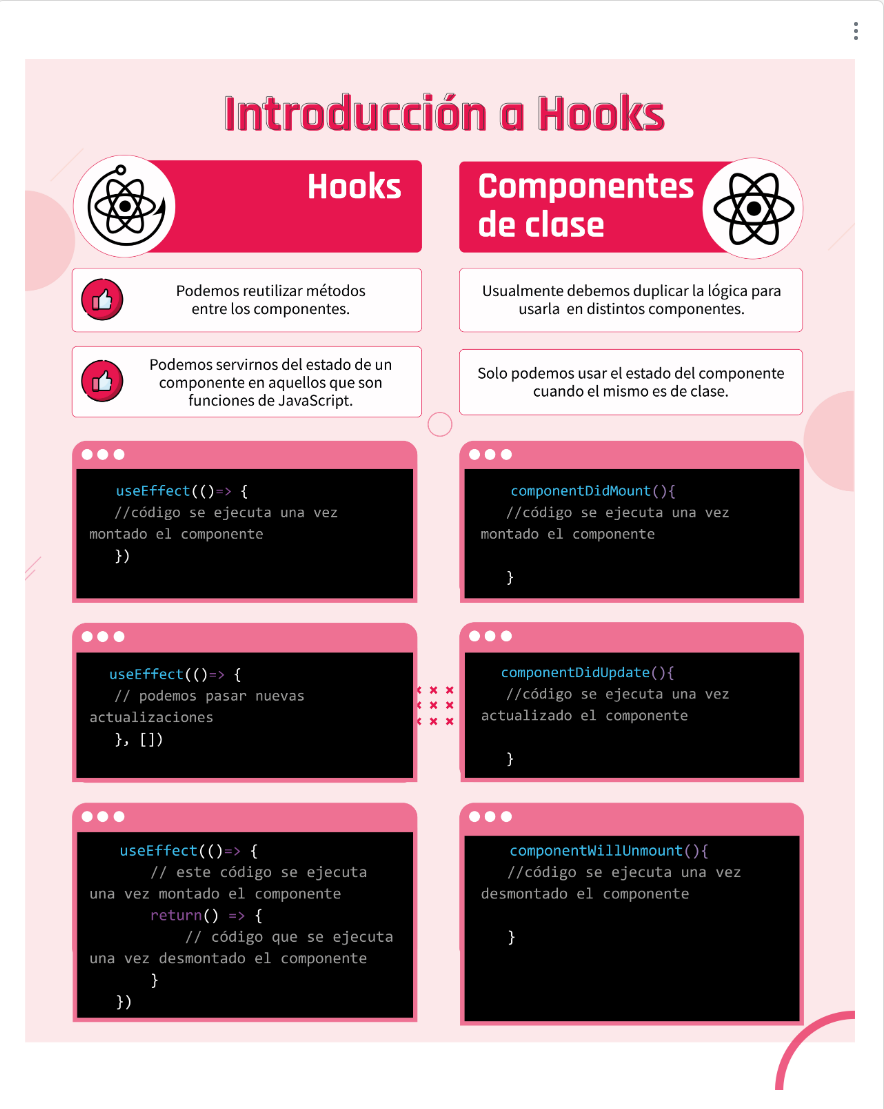 Introducción a Hooks
Hooks
Podemos reutilizar métodos
entre los componentes.
Podemos servirnos del estado de un
componente en aquellos que son
funciones de JavaScript.
Componentes
de clase
Usualmente debemos duplicar la lógica para
usarla en distintos componentes.
Solo podemos usar el estado del componente
cuando el mismo es de clase.
useEffect(()=> {
//código se ejecuta una vez
montado el componente
})
componentDidMount(){
//código se ejecuta una vez
montado el componente
}
useEffect(()=> {
// podemos pasar nuevas
actualizaciones
}, [])
componentDidUpdate(){
//código se ejecuta una vez
actualizado el componente
}
useEffect(()=> {
// este código se ejecuta
una vez montado el componente
return() => {
// código que se ejecuta
una vez desmontado el componente
}
})
componentWillUnmount(){
//código se ejecuta una vez
desmontado el componente
}